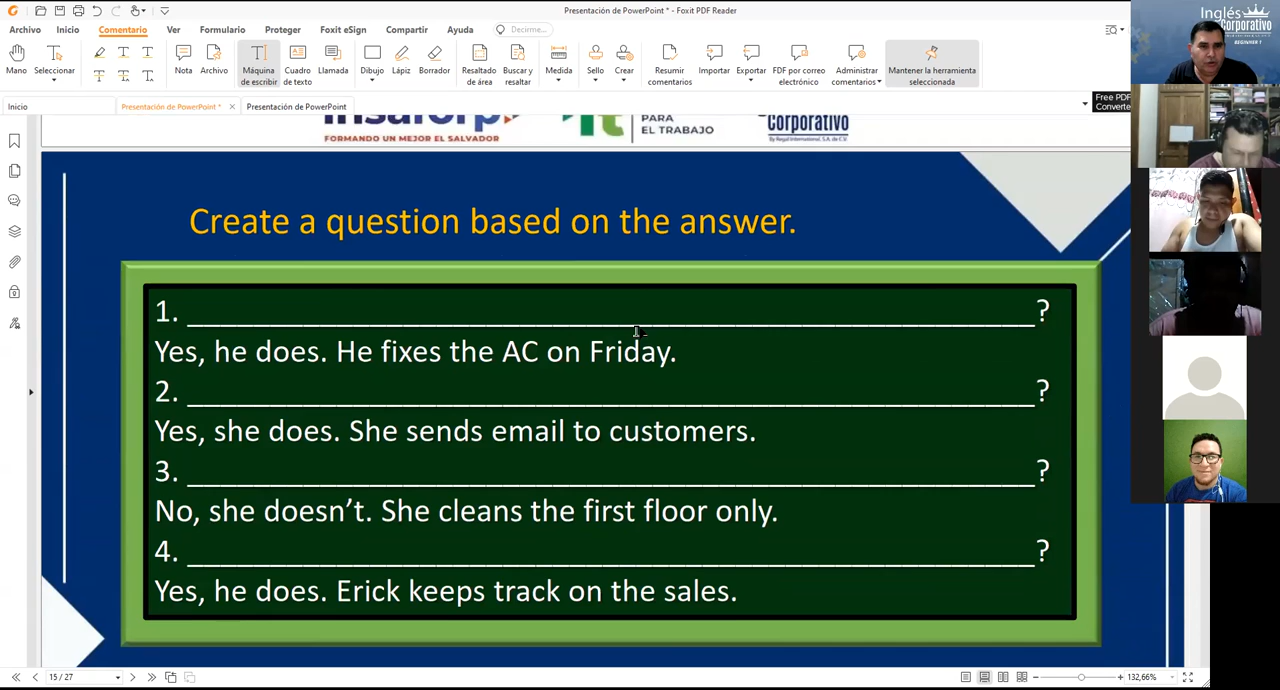 Presentación de PowerPoint * - Foxit PDF Reader
Archivo Inicio Comentario Ver Formulario Proteger Foxit eSign Compartir Ayuda Decirme...
Mano Seleccionar Nota Archivo Máquina de escribir Cuadro de texto Llamada Dibujo Lápiz Borrador Resaltado de área Buscar y resaltar Medida Sello Crear Resumir comentarios Importar Exportar FDF por correo electrónico Administrar comentarios Mantener la herramienta seleccionada
Inicio Presentación de PowerPoint * Presentación de PowerPoint
Free PDF
Converte
Inglés
Corporativo
BEGINNER 1
FORMANDO UN MEJOR EL SALVADOR
PARA
EL TRABAJO
Corporativo
Create a question based on the answer.
1. ?
Yes, he does. He fixes the AC on Friday.
2. ?
Yes, she does. She sends email to customers.
3. ?
No, she doesn’t. She cleans the first floor only.
4. ?
Yes, he does. Erick keeps track on the sales.
15 / 27
132,66%